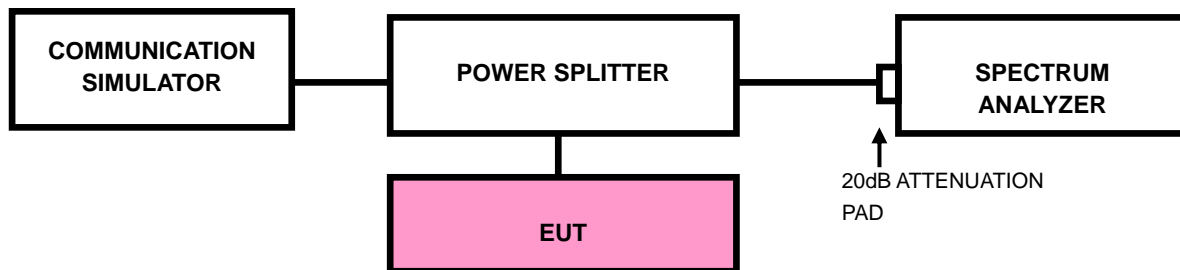 COMMUNICATION
SIMULATOR
POWER SPLITTER
SPECTRUM
ANALYZER
20dB ATTENUATION
PAD
EUT